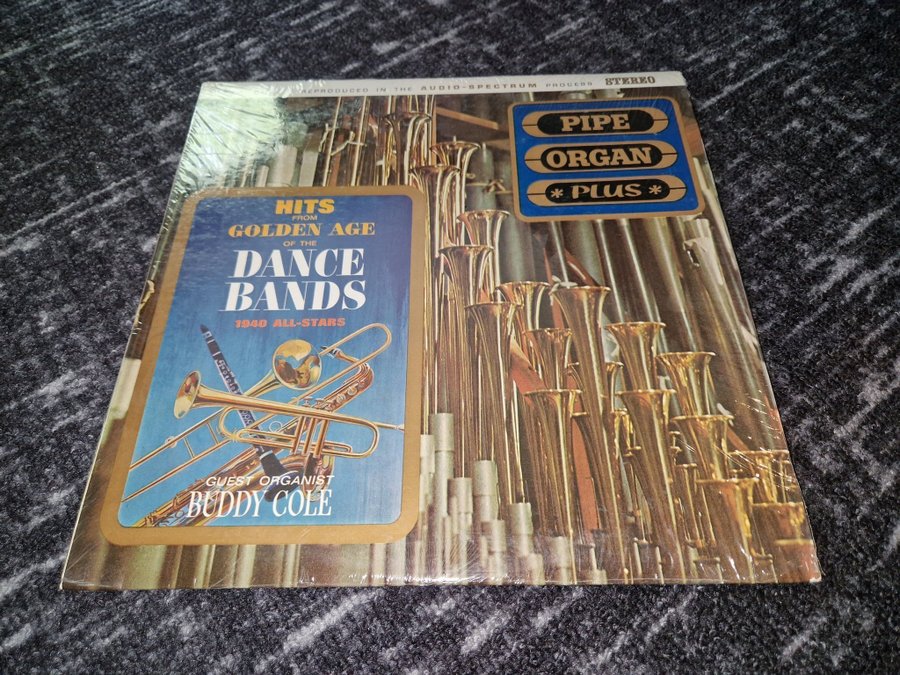 REPRODUCED IN THE AUDIO-SPECTRUM PROCESS STEREO
PIPE
ORGAN
* PLUS *
HITS
FROM
GOLDEN AGE
OF THE
DANCE
BANDS
1940 ALL-STARS
GUEST ORGANIST
BUDDY COLE